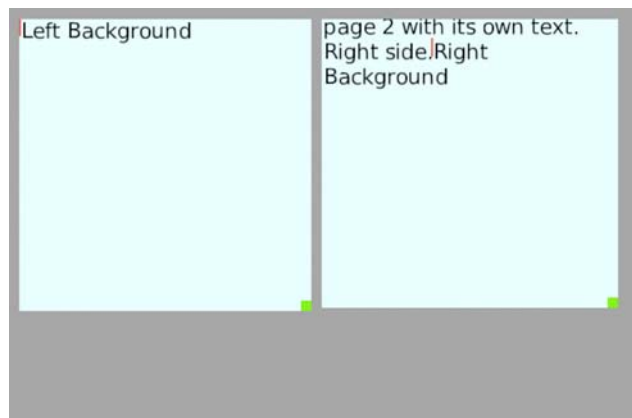 Left Background
page 2 with its own text.
Right side.Right
Background